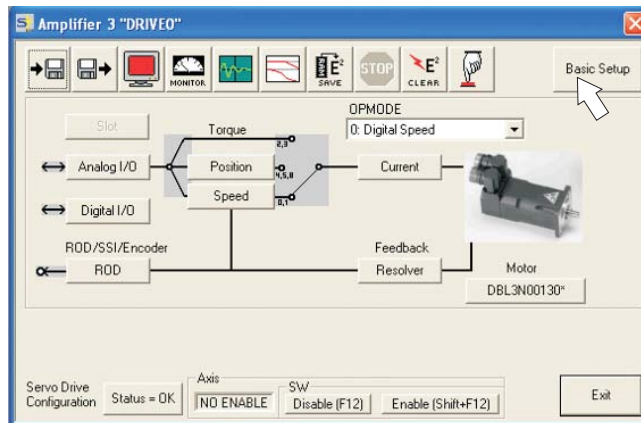 Amplifier 3 "DRIVE0"
MONITOR
E²
SAVE
STOP
E²
CLEAR
Basic Setup
OPMODE
0: Digital Speed
Slot
Torque
2,3
Analog I/O
Position
4,5,8
Current
Speed
0,1
Digital I/O
ROD/SSI/Encoder
ROD
Feedback
Resolver
Motor
DBL3N00130*
Servo Drive
Configuration
Status = OK
Axis
NO ENABLE
SW
Disable (F12)
Enable (Shift+F12)
Exit